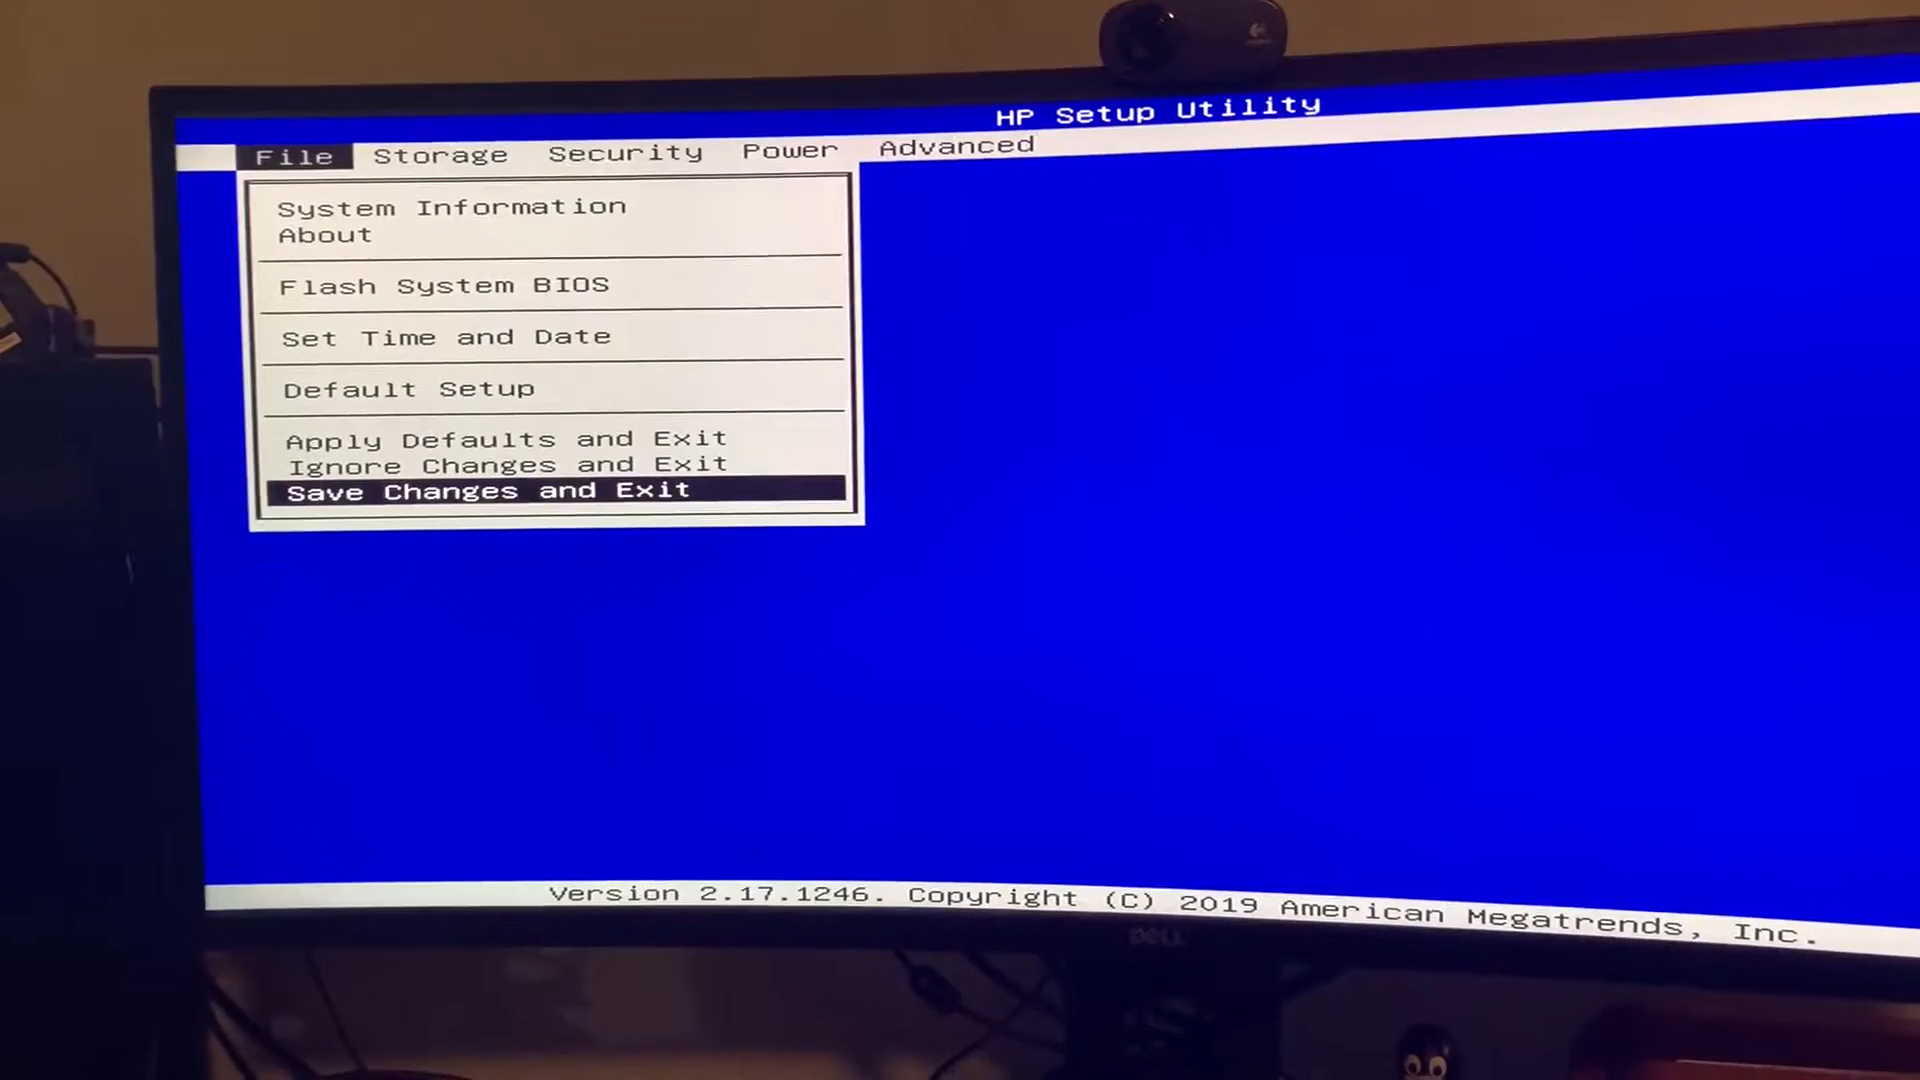 HP Setup Utility
File Storage Security Power Advanced
System Information
About
Flash System BIOS
Set Time and Date
Default Setup
Apply Defaults and Exit
Ignore Changes and Exit
Save Changes and Exit
Version 2.17.1246. Copyright (C) 2019 American Megatrends, Inc.
DELL